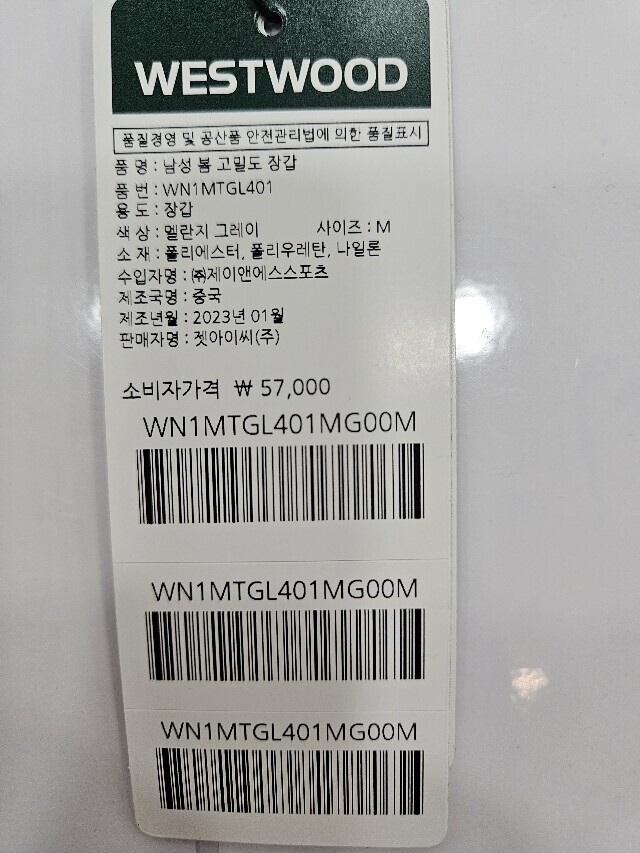 WESTWOOD
품질경영 및 공산품 안전관리법에 의한 품질표시
품 명 : 남성 봄 고밀도 장갑
품 번 : WN1MTGL401
용 도 : 장갑
색 상 : 멜란지 그레이 사이즈 : M
소 재 : 폴리에스터, 폴리우레탄, 나일론
수입자명 : ㈜제이앤에스스포츠
제조국명 : 중국
제조년월 : 2023년 01월
판매자명 : 젯아이씨(주)
소비자가격 ₩ 57,000
WN1MTGL401MG00M
WN1MTGL401MG00M
WN1MTGL401MG00M